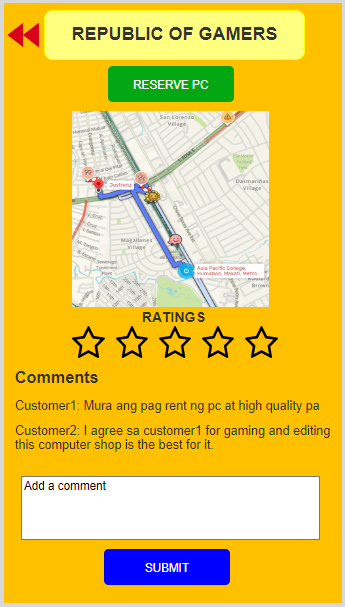 REPUBLIC OF GAMERS
RESERVE PC
San Lorenzo
Village
Dasmariñas
Village
Justrenz
Magallanes
Village
Asia Pacific College,
Humabon, Makati, Metro...
RATINGS
Comments
Customer1: Mura ang pag rent ng pc at high quality pa
Customer2: I agree sa customer1 for gaming and editing
this computer shop is the best for it.
Add a comment
SUBMIT